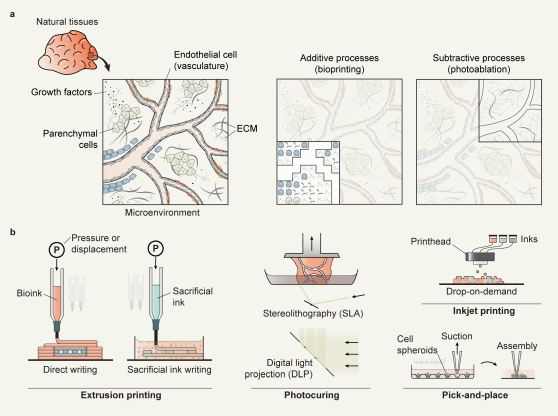 a
Natural tissues
Endothelial cell
(vasculature)
Growth factors
Parenchymal
cells
ECM
Microenvironment
Additive processes
(bioprinting)
Subtractive processes
(photoablation)
b
P
Pressure or
displacement
P
Bioink
Sacrificial
ink
Direct writing
Sacrificial ink writing
Extrusion printing
Stereolithography (SLA)
Digital light
projection (DLP)
Photocuring
Printhead
Inks
Drop-on-demand
Inkjet printing
Cell
spheroids
Suction
Assembly
Pick-and-place